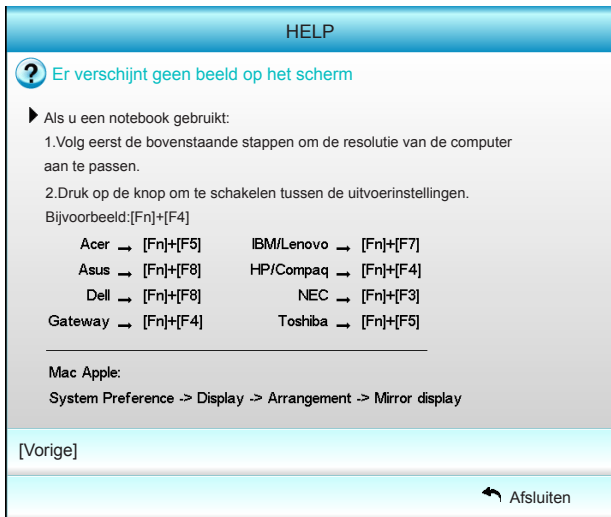 HELP
Er verschijnt geen beeld op het scherm
Als u een notebook gebruikt:
1.Volg eerst de bovenstaande stappen om de resolutie van de computer
aan te passen.
2.Druk op de knop om te schakelen tussen de uitvoerinstellingen.
Bijvoorbeeld:[Fn]+[F4]
Acer → [Fn]+[F5] IBM/Lenovo → [Fn]+[F7]
Asus → [Fn]+[F8] HP/Compaq → [Fn]+[F4]
Dell → [Fn]+[F8] NEC → [Fn]+[F3]
Gateway → [Fn]+[F4] Toshiba → [Fn]+[F5]
Mac Apple:
System Preference -> Display -> Arrangement -> Mirror display
[Vorige]
Afsluiten